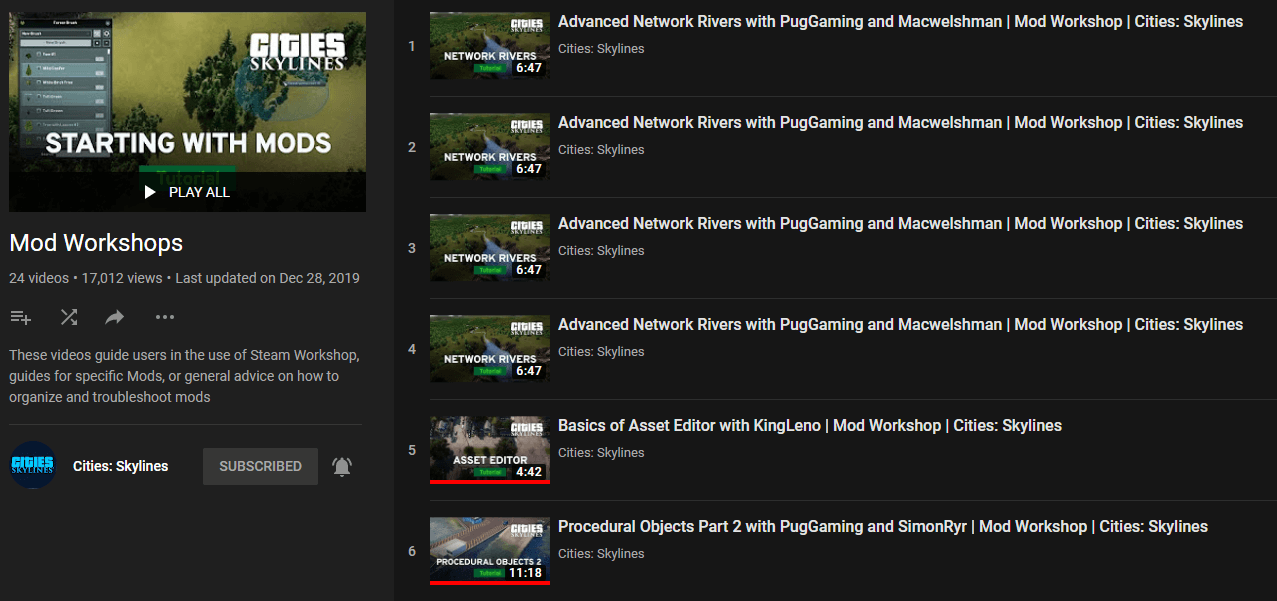 CITIES
SKYLINES
STARTING WITH MODS
Tutorial
PLAY ALL
Mod Workshops
24 videos • 17,012 views • Last updated on Dec 28, 2019
These videos guide users in the use of Steam Workshop,
guides for specific Mods, or general advice on how to
organize and troubleshoot mods
CITIES
SKYLINES
Cities: Skylines
SUBSCRIBED
1
CITIES
SKYLINES
NETWORK RIVERS
Tutorial
6:47
Advanced Network Rivers with PugGaming and Macwelshman | Mod Workshop | Cities: Skylines
Cities: Skylines
2
CITIES
SKYLINES
NETWORK RIVERS
Tutorial
6:47
Advanced Network Rivers with PugGaming and Macwelshman | Mod Workshop | Cities: Skylines
Cities: Skylines
3
CITIES
SKYLINES
NETWORK RIVERS
Tutorial
6:47
Advanced Network Rivers with PugGaming and Macwelshman | Mod Workshop | Cities: Skylines
Cities: Skylines
4
CITIES
SKYLINES
NETWORK RIVERS
Tutorial
6:47
Advanced Network Rivers with PugGaming and Macwelshman | Mod Workshop | Cities: Skylines
Cities: Skylines
5
CITIES
SKYLINES
ASSET EDITOR
Tutorial
4:42
Basics of Asset Editor with KingLeno | Mod Workshop | Cities: Skylines
Cities: Skylines
6
CITIES
SKYLINES
PROCEDURAL OBJECTS 2
Tutorial
11:18
Procedural Objects Part 2 with PugGaming and SimonRyr | Mod Workshop | Cities: Skylines
Cities: Skylines